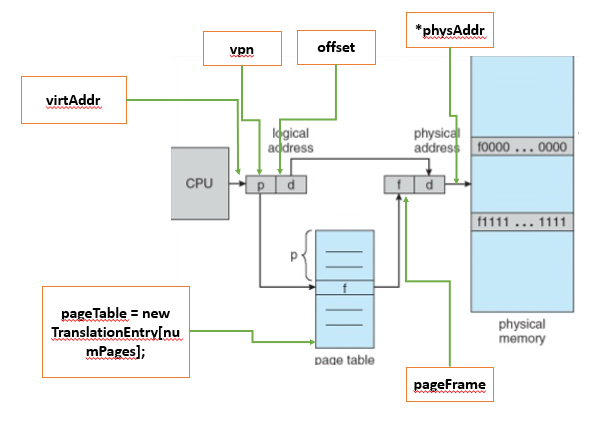 *physAddr
vpn
offset
virtAddr
logical
address
physical
address
f0000 ... 0000
CPU
p d
f d
f1111 ... 1111
p
f
pageTable = new
TranslationEntry[nu
mPages];
physical
memory
page table
pageFrame